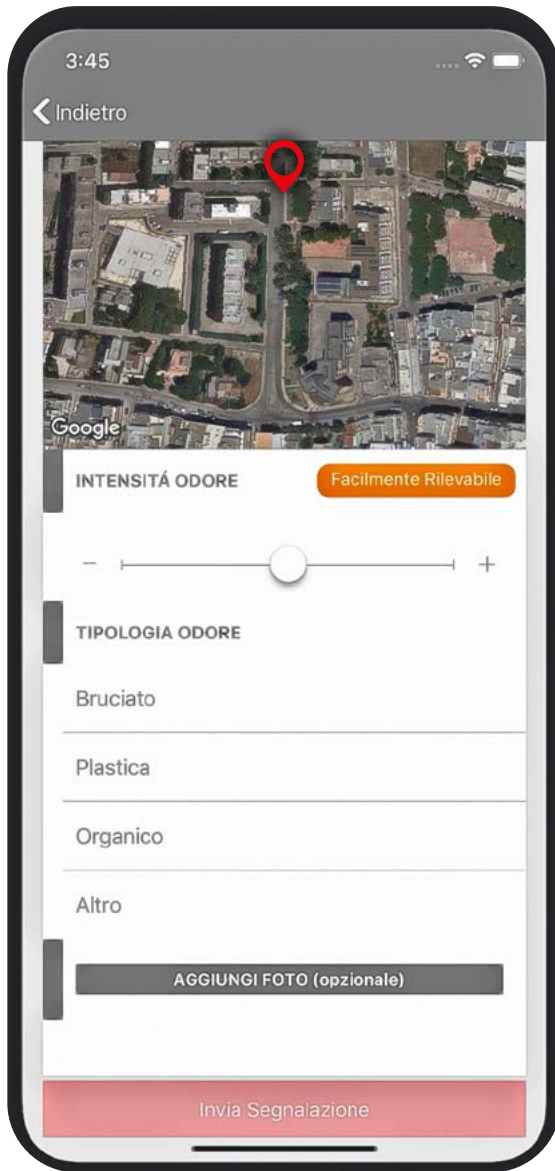 3:45
Indietro
Google
INTENSITÁ ODORE
Facilmente Rilevabile
− +
TIPOLOGIA ODORE
Bruciato
Plastica
Organico
Altro
AGGIUNGI FOTO (opzionale)
Invia Segnalazione